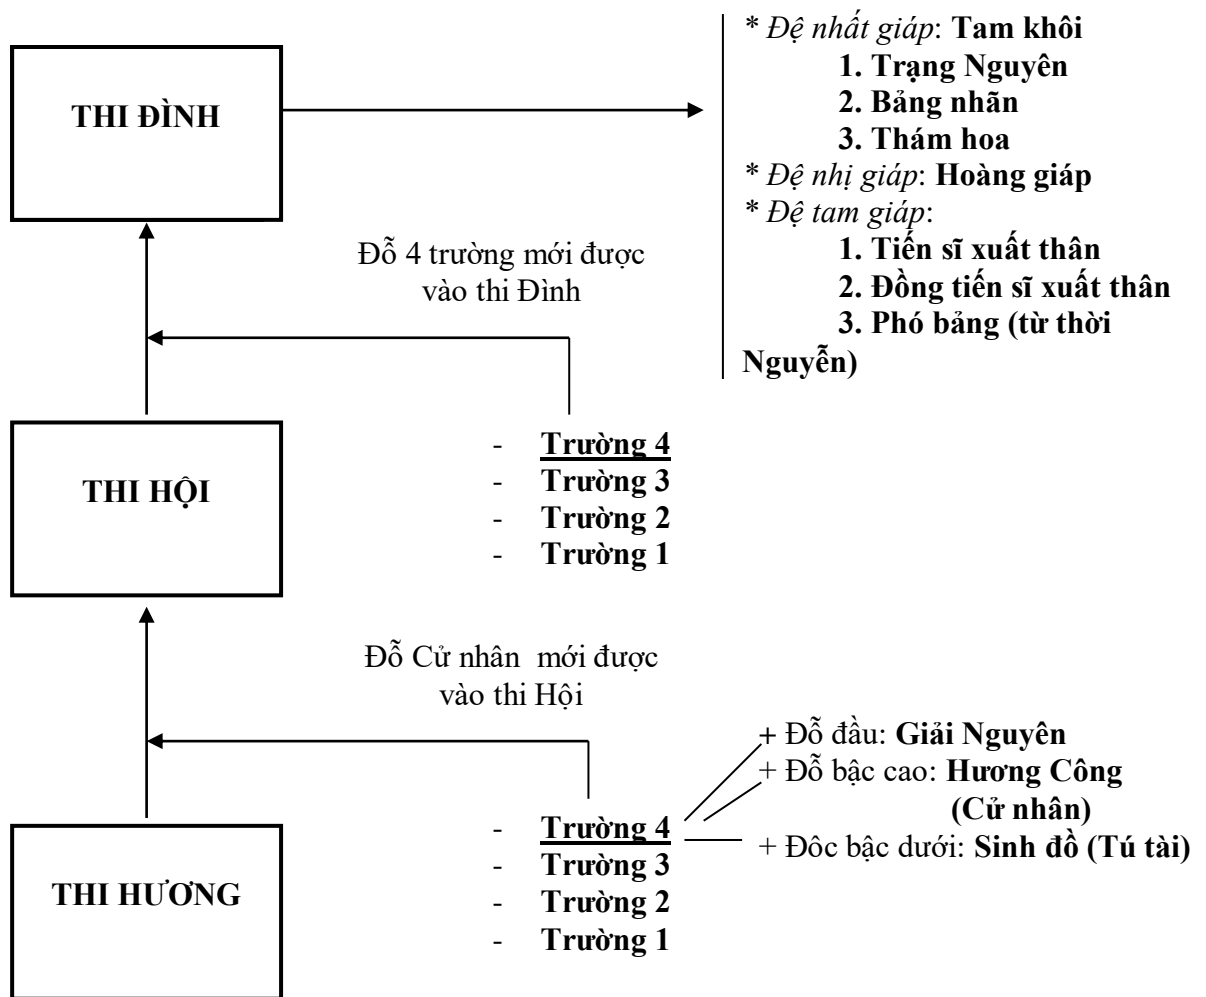 THI ĐÌNH
* Đệ nhất giáp: Tam khôi
1. Trạng Nguyên
2. Bảng nhãn
3. Thám hoa
* Đệ nhị giáp: Hoàng giáp
* Đệ tam giáp:
1. Tiến sĩ xuất thân
2. Đồng tiến sĩ xuất thân
3. Phó bảng (từ thời
Nguyễn)
Đỗ 4 trường mới được
vào thi Đình
THI HỘI
- Trường 4
- Trường 3
- Trường 2
- Trường 1
Đỗ Cử nhân mới được
vào thi Hội
THI HƯƠNG
- Trường 4
- Trường 3
- Trường 2
- Trường 1
+ Đỗ đầu: Giải Nguyên
+ Đỗ bậc cao: Hương Công
(Cử nhân)
+ Đôc bậc dưới: Sinh đồ (Tú tài)